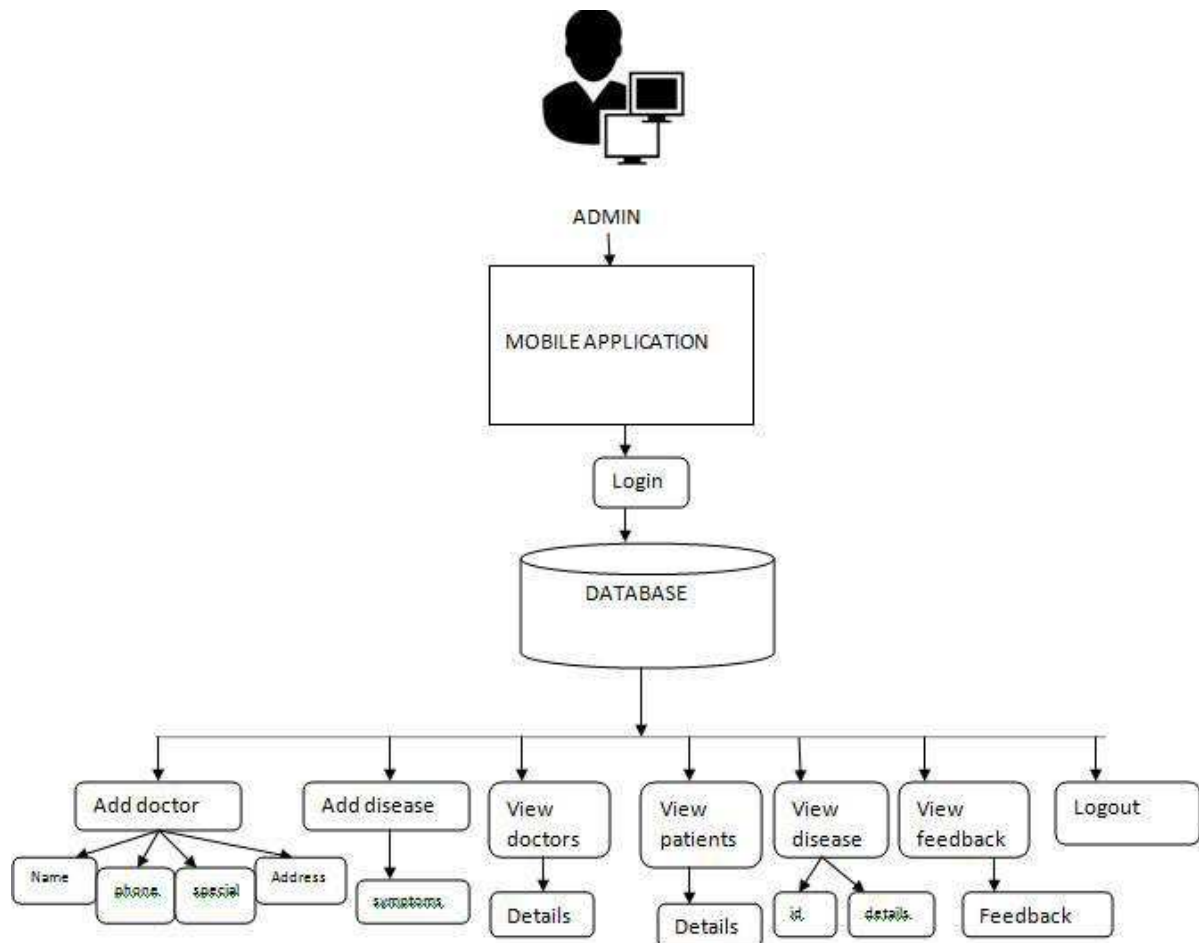 ADMIN
MOBILE APPLICATION
Login
DATABASE
Add doctor
Add disease
View
doctors
View
patients
View
disease
View
feedback
Logout
Name
phone
special
Address
symptoms
Details
Details
id
details
Feedback